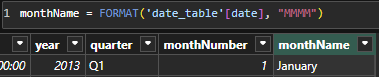 1 monthName = FORMAT('date_table'[date], "MMMM")
year quarter monthNumber monthName
00:00 2013 Q1 1 January